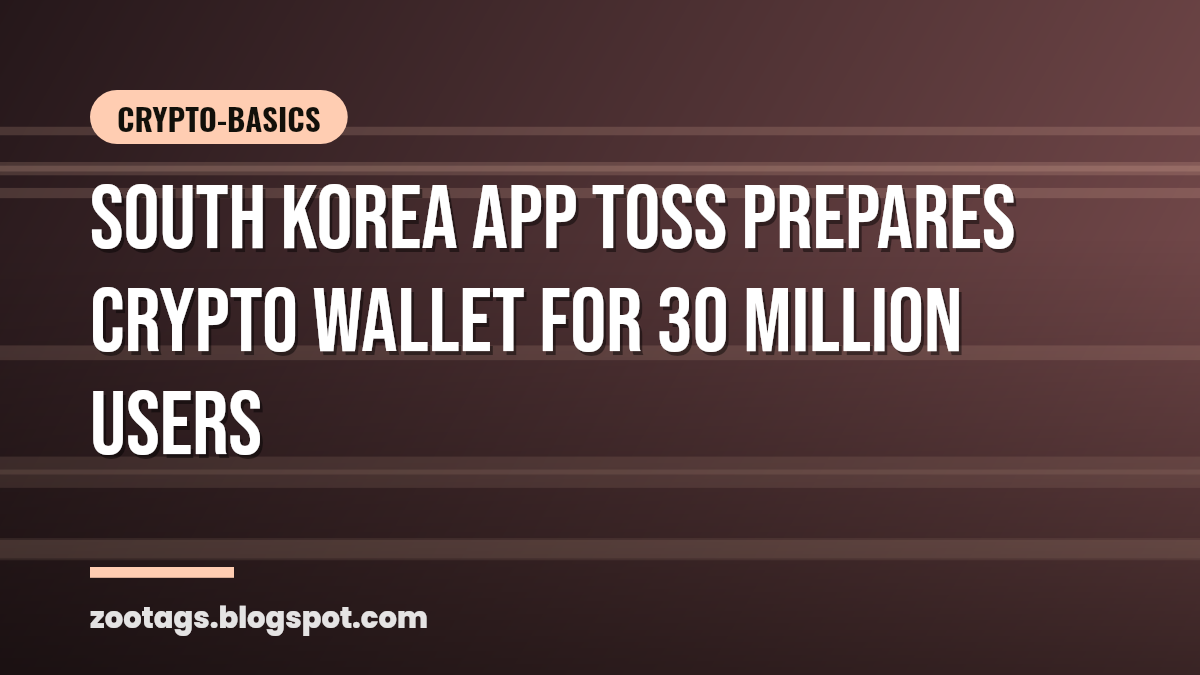 CRYPTO-BASICS
SOUTH KOREA APP TOSS PREPARES
CRYPTO WALLET FOR 30 MILLION
USERS
zootags.blogspot.com